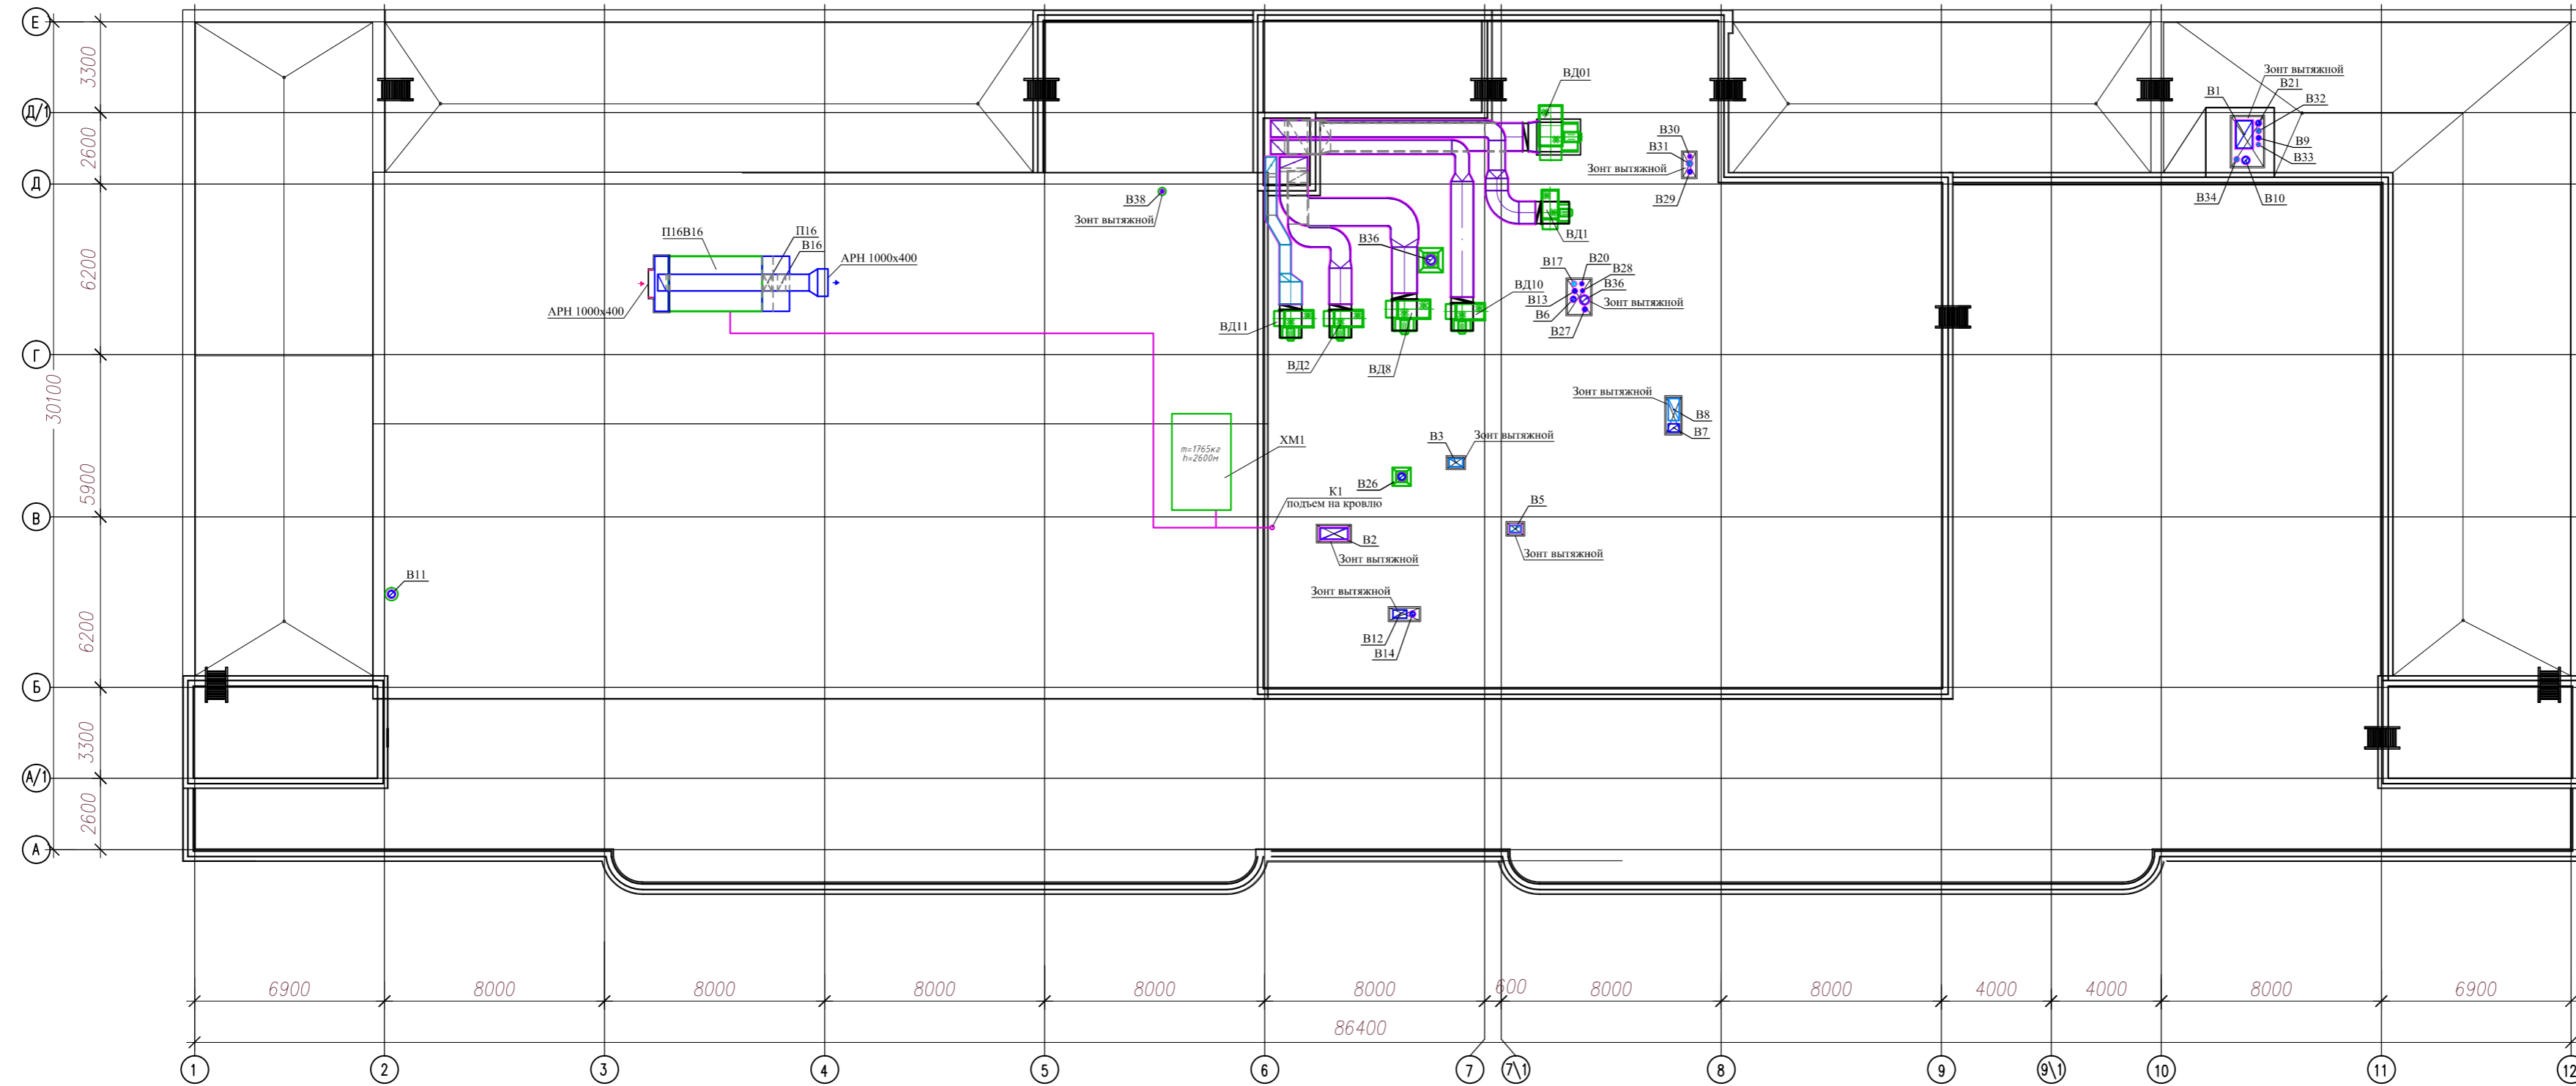 Е
3300
Д/1
2600
Д
6200
Г
30100
5900
В
6200
Б
3300
А/1
2600
А
ВД01
Зонт вытяжной
В21
В1
В32
В9
В33
В34
В10
В30
В31
Зонт вытяжной
В29
В38
Зонт вытяжной
П16В16
П16
В16
АРН 1000х400
АРН 1000х400
В36
ВД1
В17
В20
В28
В36
В13
Зонт вытяжной
В6
В27
ВД10
ВД11
ВД2
ВД8
Зонт вытяжной
В8
В7
m=1765кг
h=2600м
ХМ1
В3
Зонт вытяжной
В26
К1
подъем на кровлю
В5
Зонт вытяжной
В2
Зонт вытяжной
В11
Зонт вытяжной
В12
В14
6900
8000
8000
8000
8000
8000
600
8000
8000
4000
4000
8000
6900
86400
1
2
3
4
5
6
7
7\1
8
9
9\1
10
11
12